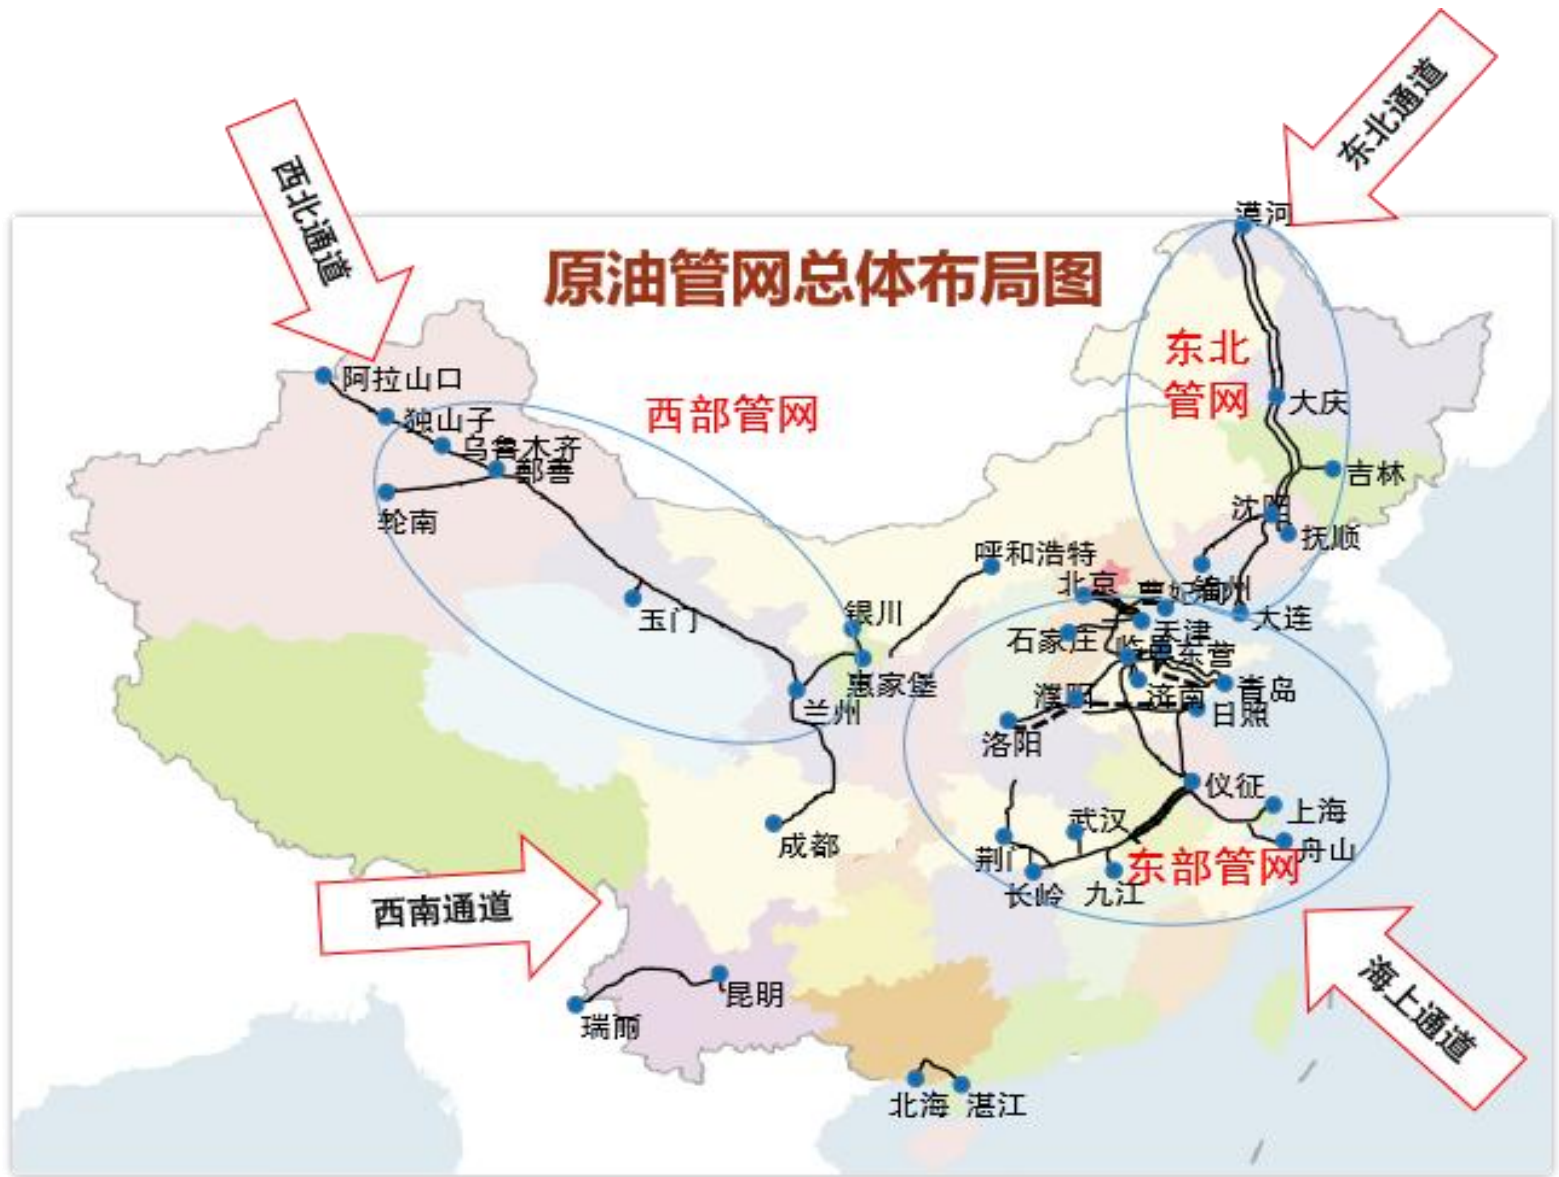 东北通道
西北通道
漠河
原油管网总体布局图
东北
管网
阿拉山口
独山子
乌鲁木齐
鄯善
轮南
西部管网
大庆
吉林
沈阳
抚顺
锦州
大连
呼和浩特
北京
曹妃甸
天津
石家庄
临邑
东营
玉门
银川
惠家堡
兰州
濮阳
济南
青岛
日照
洛阳
仪征
上海
舟山
武汉
荆门
长岭
九江
东部管网
成都
西南通道
昆明
瑞丽
海上通道
北海
湛江